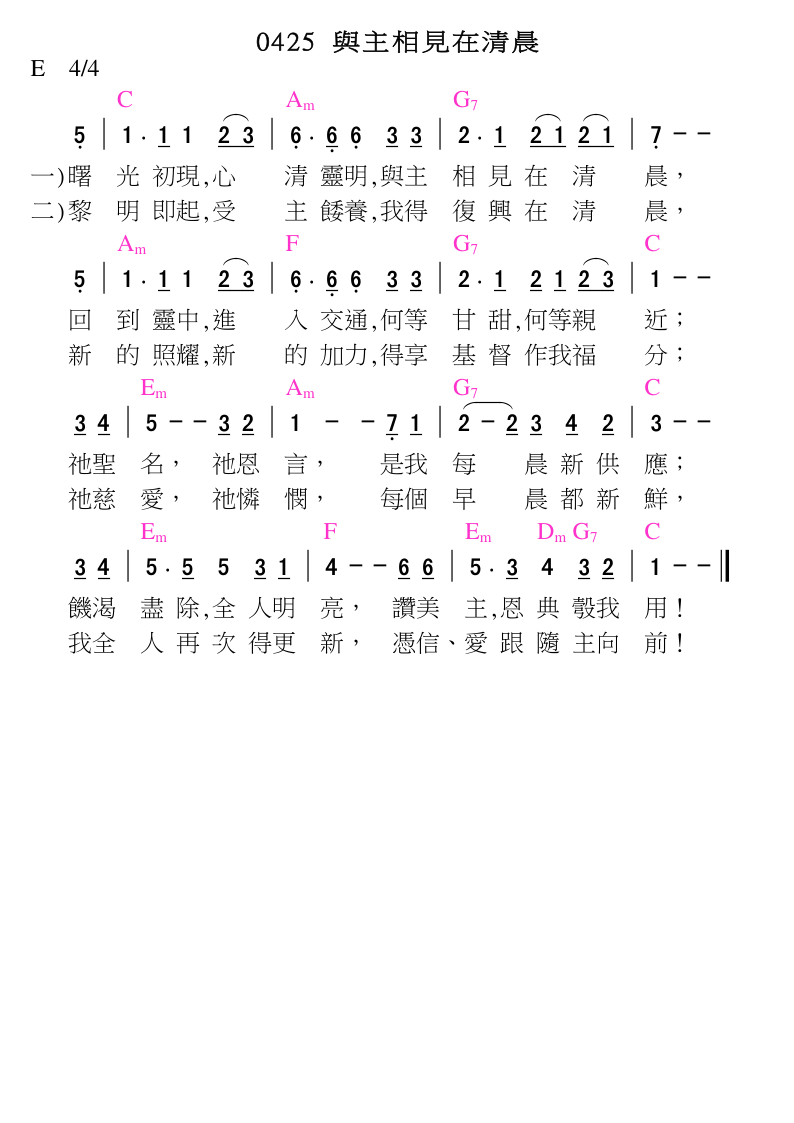 0425 與主相見在清晨
E 4/4
C Am G7
5 | 1 · 1 1 2 3 | 6 · 6 6 3 3 | 2 · 1 2 1 2 1 | 7 - -
一)曙 光 初現,心 清 靈明,與主 相 見 在 清 晨，
二)黎 明 即起,受 主 餧養,我得 復 興 在 清 晨，
Am F G7 C
5 | 1 · 1 1 2 3 | 6 · 6 6 3 3 | 2 · 1 2 1 2 3 | 1 - -
回 到 靈中,進 入 交通,何等 甘 甜,何等親 近；
新 的 照耀,新 的 加力,得享 基 督 作我福 分；
Em Am G7 C
3 4 | 5 - - 3 2 | 1 - - 7 1 | 2 - 2 3 4 2 | 3 - -
祂聖 名， 祂恩 言， 是我 每 晨 新 供 應；
祂慈 愛， 祂憐 憫， 每個 早 晨 都 新 鮮，
Em F Em Dm G7 C
3 4 | 5 · 5 5 3 1 | 4 - - 6 6 | 5 · 3 4 3 2 | 1 - - ‖
饑渴 盡 除,全 人明 亮， 讚美 主,恩 典 彀我 用！
我全 人 再 次 得更 新， 憑信、愛 跟 隨 主向 前！